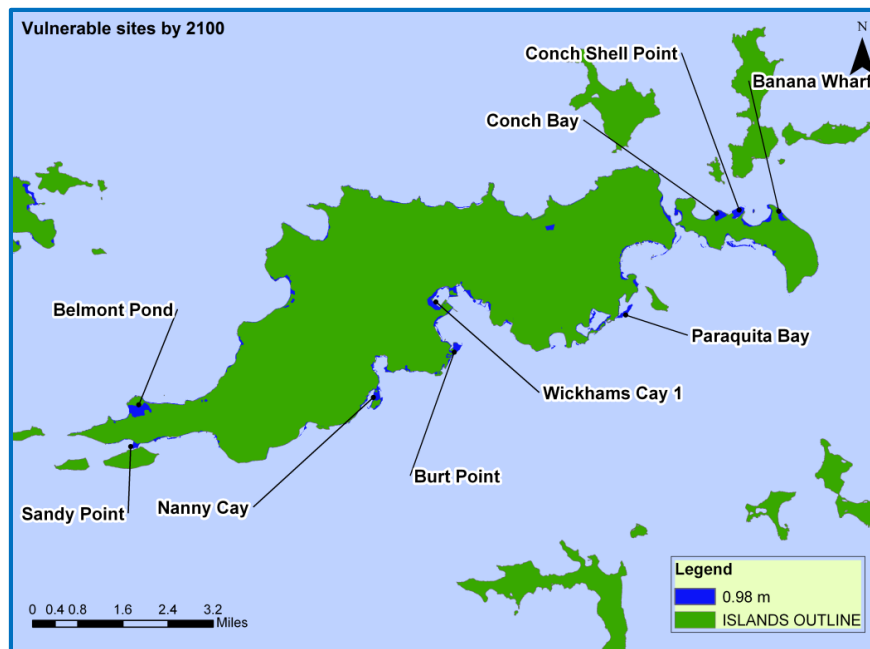 Vulnerable sites by 2100
N
Conch Shell Point
Banana Wharf
Conch Bay
Belmont Pond
Paraquita Bay
Wickhams Cay 1
Burt Point
Sandy Point
Nanny Cay
Legend
0.98 m
ISLANDS OUTLINE
0 0.4 0.8 1.6 2.4 3.2
Miles